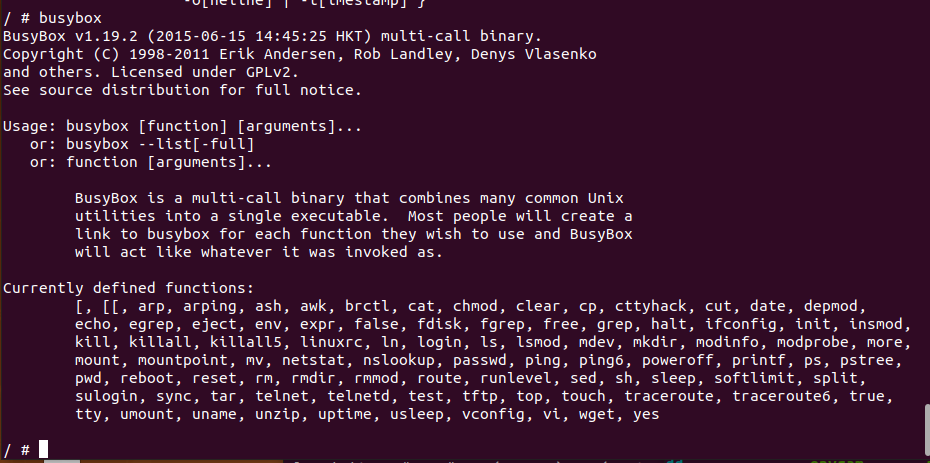 -o[neline] | -t[imestamp] }
/ # busybox
BusyBox v1.19.2 (2015-06-15 14:45:25 HKT) multi-call binary.
Copyright (C) 1998-2011 Erik Andersen, Rob Landley, Denys Vlasenko
and others. Licensed under GPLv2.
See source distribution for full notice.
Usage: busybox [function] [arguments]...
or: busybox --list[-full]
or: function [arguments]...
BusyBox is a multi-call binary that combines many common Unix
utilities into a single executable.  Most people will create a
link to busybox for each function they wish to use and BusyBox
will act like whatever it was invoked as.
Currently defined functions:
[, [[, arp, arping, ash, awk, brctl, cat, chmod, clear, cp, cttyhack, cut, date, depmod,
echo, egrep, eject, env, expr, false, fdisk, fgrep, free, grep, halt, ifconfig, init, insmod,
kill, killall, killall5, linuxrc, ln, login, ls, lsmod, mdev, mkdir, modinfo, modprobe, more,
mount, mountpoint, mv, netstat, nslookup, passwd, ping, ping6, poweroff, printf, ps, pstree,
pwd, reboot, reset, rm, rmdir, rmmod, route, runlevel, sed, sh, sleep, softlimit, split,
sulogin, sync, tar, telnet, telnetd, test, tftp, top, touch, traceroute, traceroute6, true,
tty, umount, uname, unzip, uptime, usleep, vconfig, vi, wget, yes
/ #